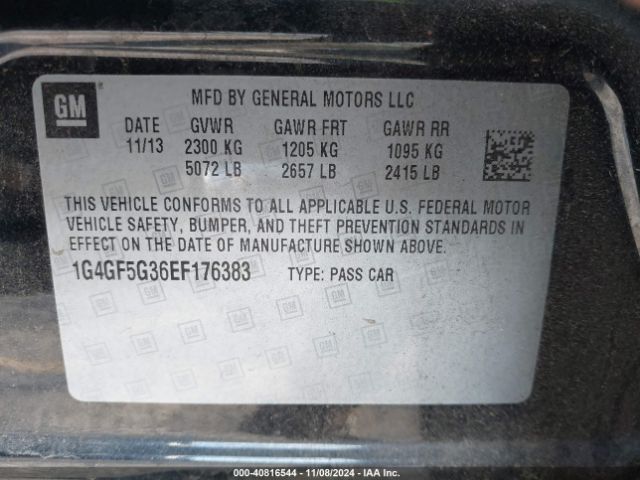 GM
MFD BY GENERAL MOTORS LLC
DATE GVWR GAWR FRT GAWR RR
11/13 2300 KG 1205 KG 1095 KG
5072 LB 2657 LB 2415 LB
THIS VEHICLE CONFORMS TO ALL APPLICABLE U.S. FEDERAL MOTOR
VEHICLE SAFETY, BUMPER, AND THEFT PREVENTION STANDARDS IN
EFFECT ON THE DATE OF MANUFACTURE SHOWN ABOVE.
1G4GF5G36EF176383 TYPE: PASS CAR
000-40816544 - 11/08/2024 - IAA Inc.